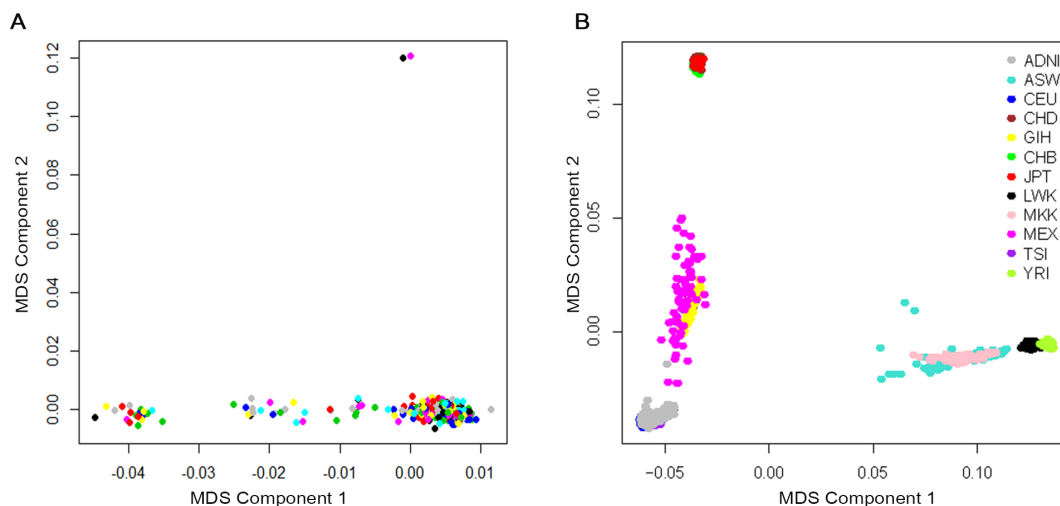 A
MDS Component 2
0.12
0.10
0.08
0.06
0.04
0.02
0.00
-0.04
-0.03
-0.02
-0.01
0.00
0.01
MDS Component 1
B
MDS Component 2
0.10
0.05
0.00
−0.05
0.00
0.05
0.10
MDS Component 1
ADNI
ASW
CEU
CHD
GIH
CHB
JPT
LWK
MKK
MEX
TSI
YRI